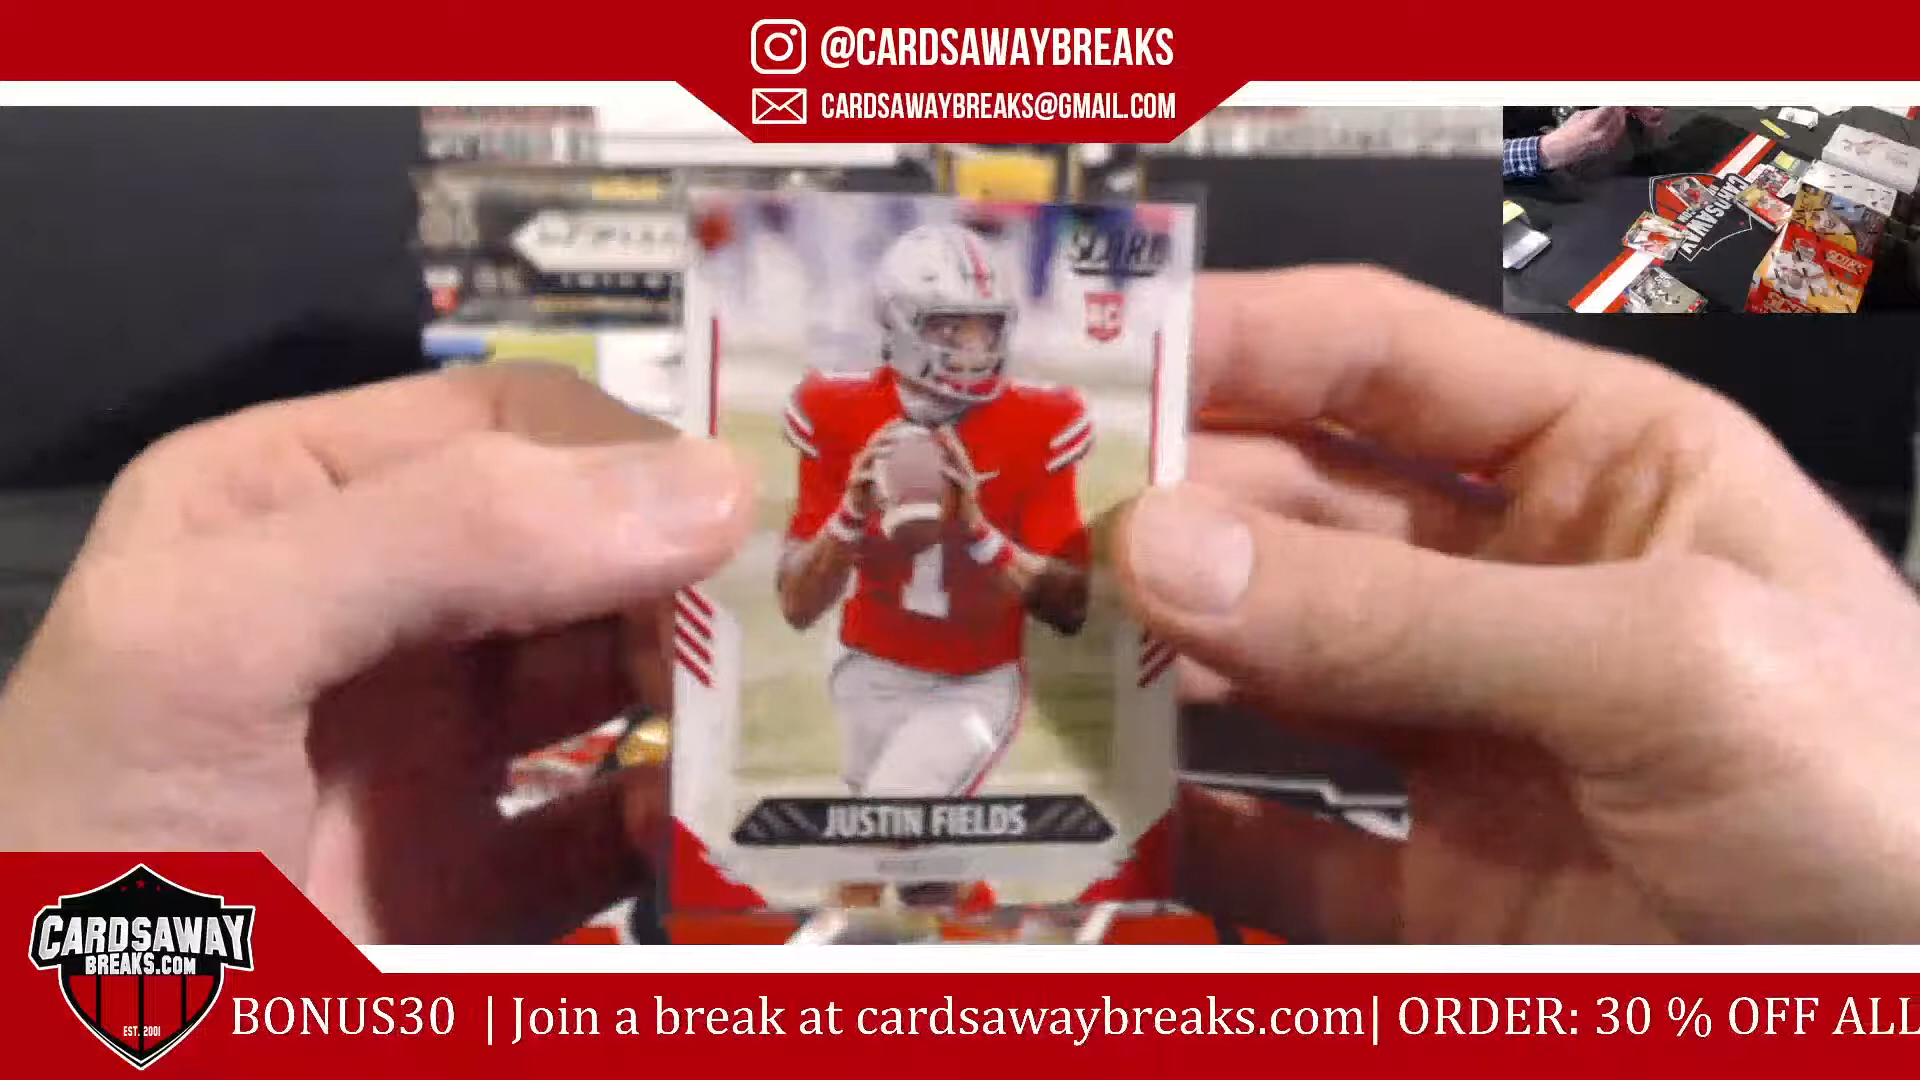 @CARDSAWAYBREAKS
CARDSAWAYBREAKS@GMAIL.COM
SCORE
RC
1
JUSTIN FIELDS
CARDSAWAY
BREAKS.COM
EST. 2001
BONUS30 | Join a break at cardsawaybreaks.com| ORDER: 30 % OFF ALL